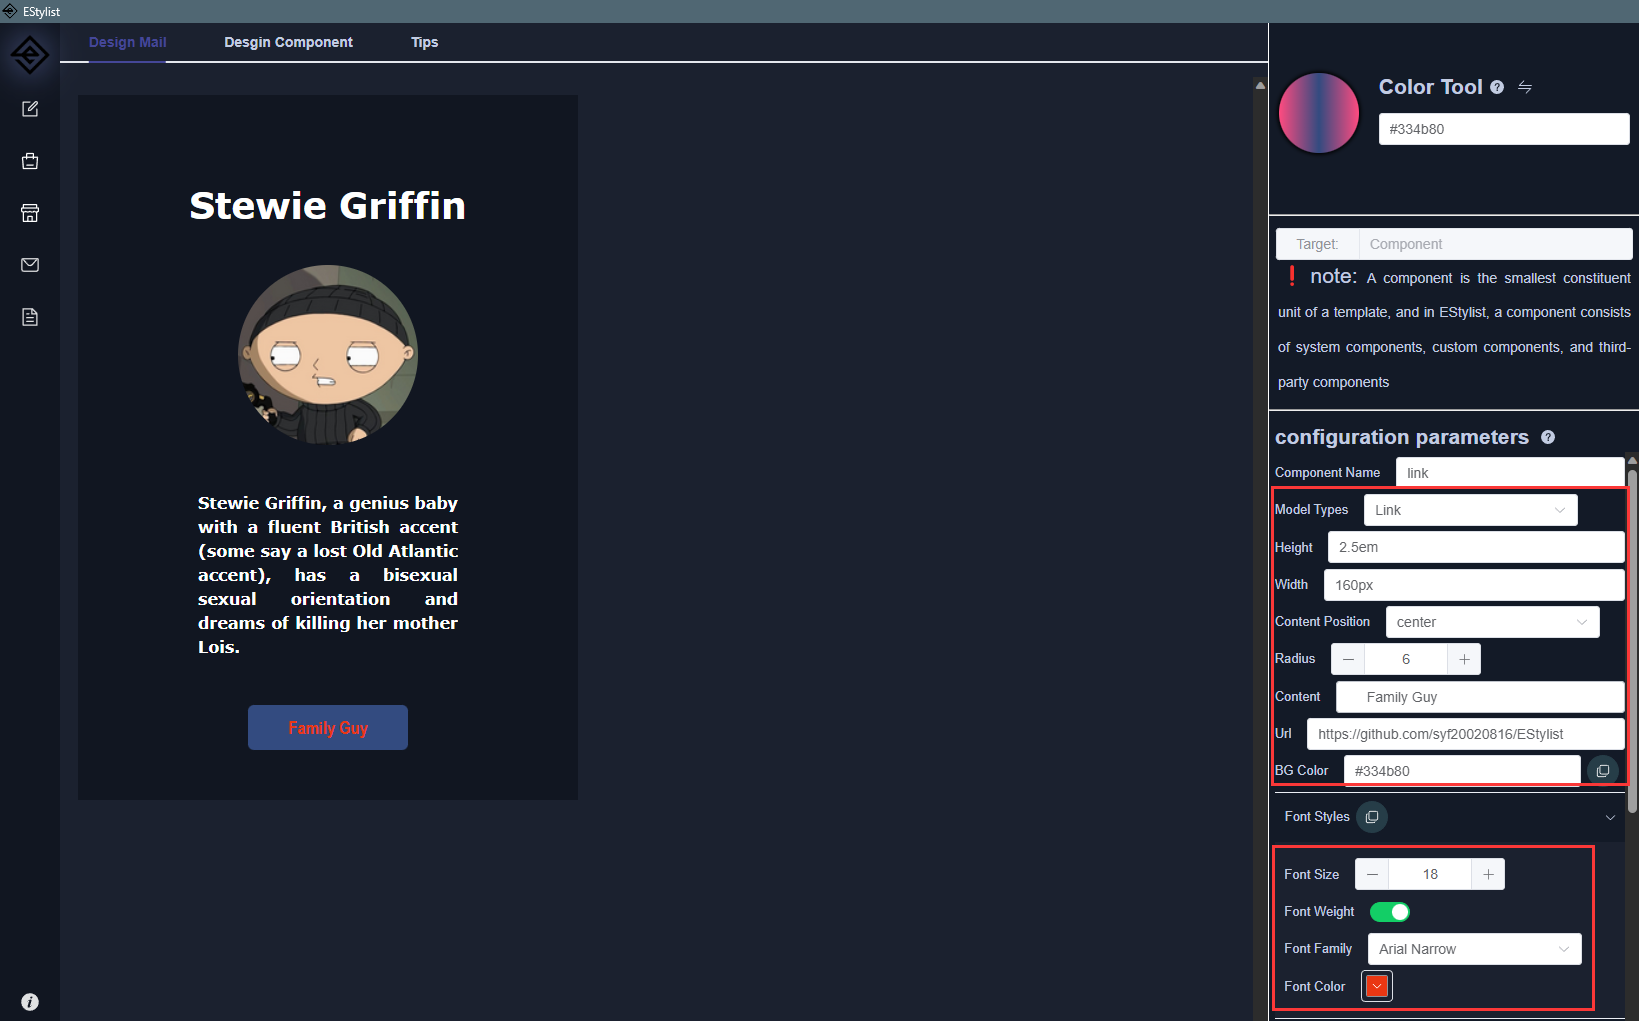 EStylist
Design Mail Desgin Component Tips
Stewie Griffin
Stewie Griffin, a genius baby
with a fluent British accent
(some say a lost Old Atlantic
accent), has a bisexual
sexual orientation and
dreams of killing her mother
Lois.
Family Guy
Color Tool
#334b80
Target: Component
❗ note: A component is the smallest constituent
unit of a template, and in EStylist, a component consists
of system components, custom components, and third-
party components
configuration parameters
Component Name link
Model Types Link
Height 2.5em
Width 160px
Content Position center
Radius 6
Content Family Guy
Url https://github.com/syf20020816/EStylist
BG Color #334b80
Font Styles
Font Size 18
Font Weight
Font Family Arial Narrow
Font Color